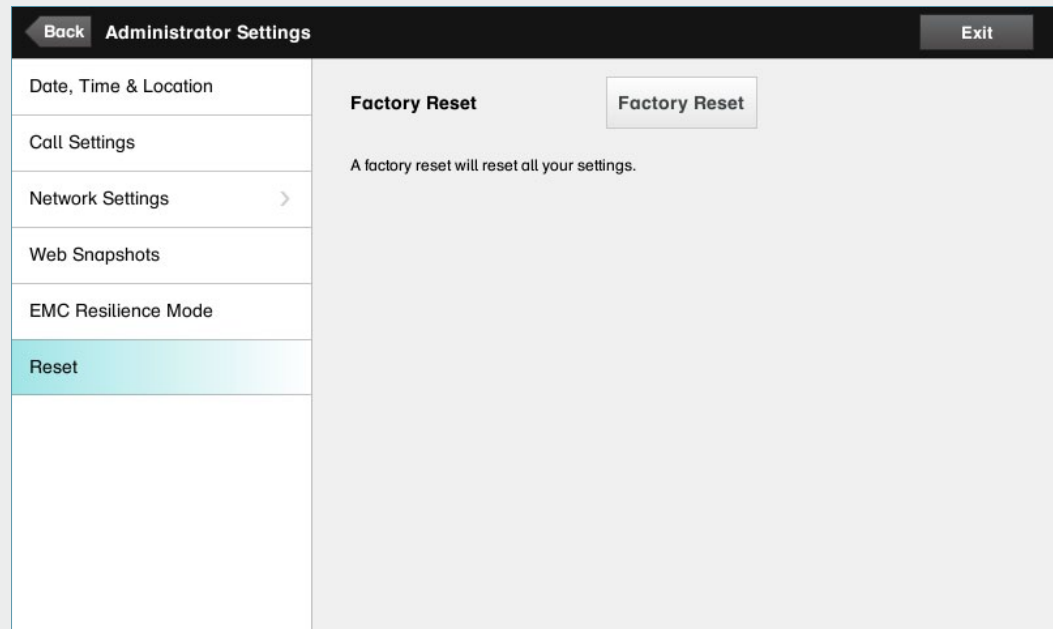 Back
Administrator Settings
Exit
Date, Time & Location
Call Settings
Network Settings
Web Snapshots
EMC Resilience Mode
Reset
Factory Reset
Factory Reset
A factory reset will reset all your settings.